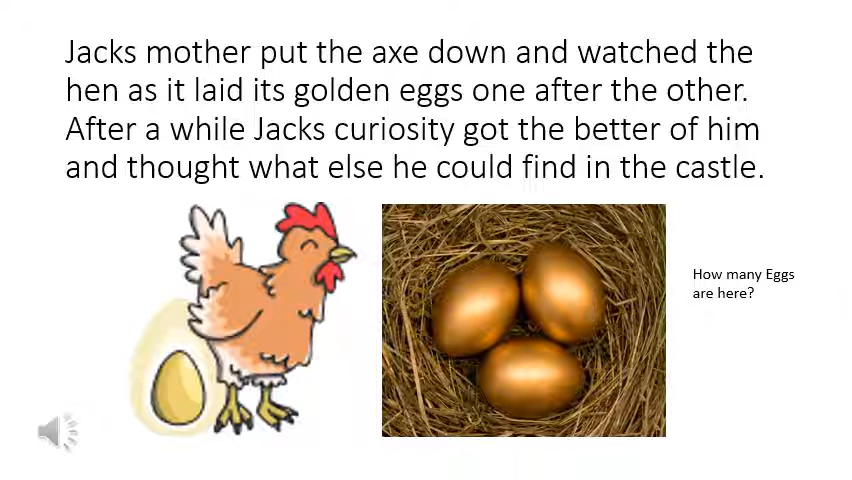 Jacks mother put the axe down and watched the
hen as it laid its golden eggs one after the other.
After a while Jacks curiosity got the better of him
and thought what else he could find in the castle.
How many Eggs
are here?